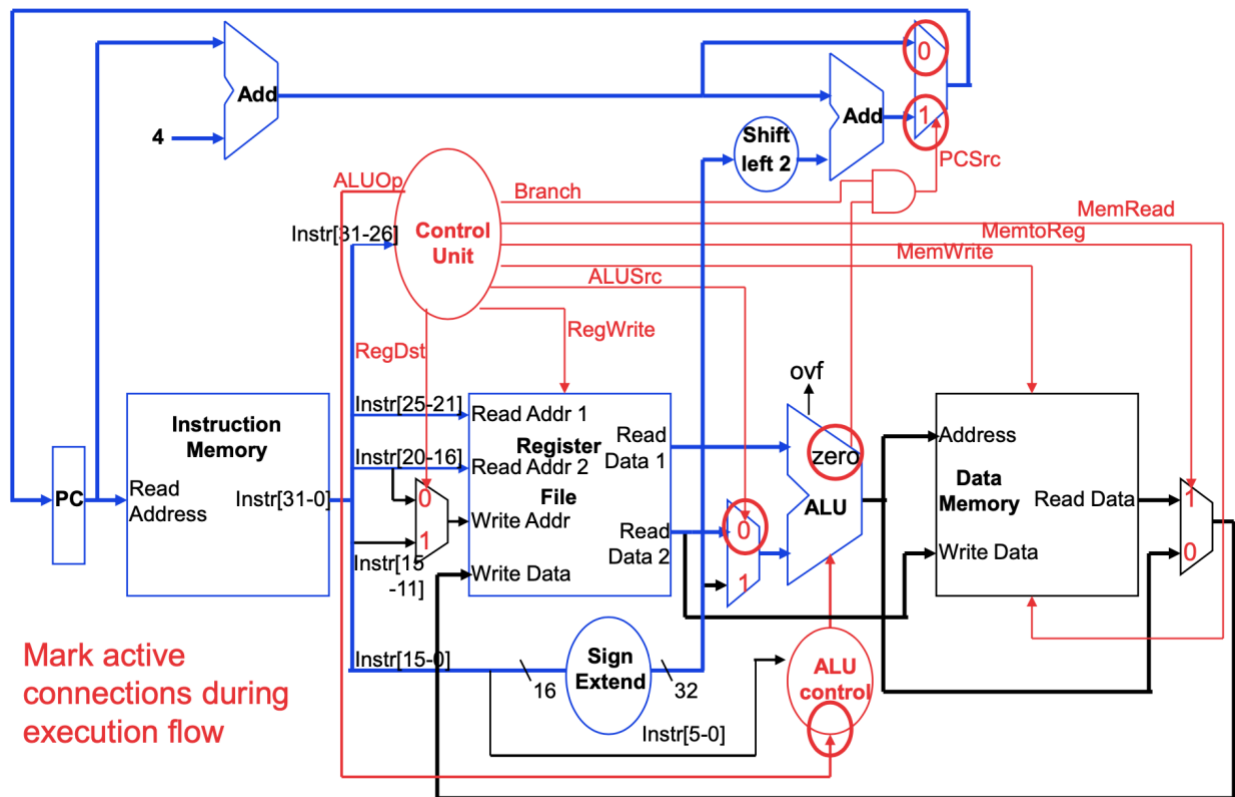 0
Add
4
Add
1
Shift
left 2
PCSrc
ALUOp
Branch
MemRead
Instr[31-26]
Control
Unit
MemtoReg
MemWrite
ALUSrc
RegWrite
RegDst
ovf
Instruction
Memory
Instr[25-21]
Read Addr 1
Register
Read
Data 1
zero
Address
Instr[20-16]
Read Addr 2
Data
Memory
PC
Read
Address
Instr[31-0]
0
File
Write Addr
Read
Data 2
0
ALU
Read Data
1
1
Write Data
0
Instr[15
-11]
Write Data
1
Mark active
connections during
execution flow
Instr[15-0]
Sign
Extend
16
32
ALU
control
Instr[5-0]